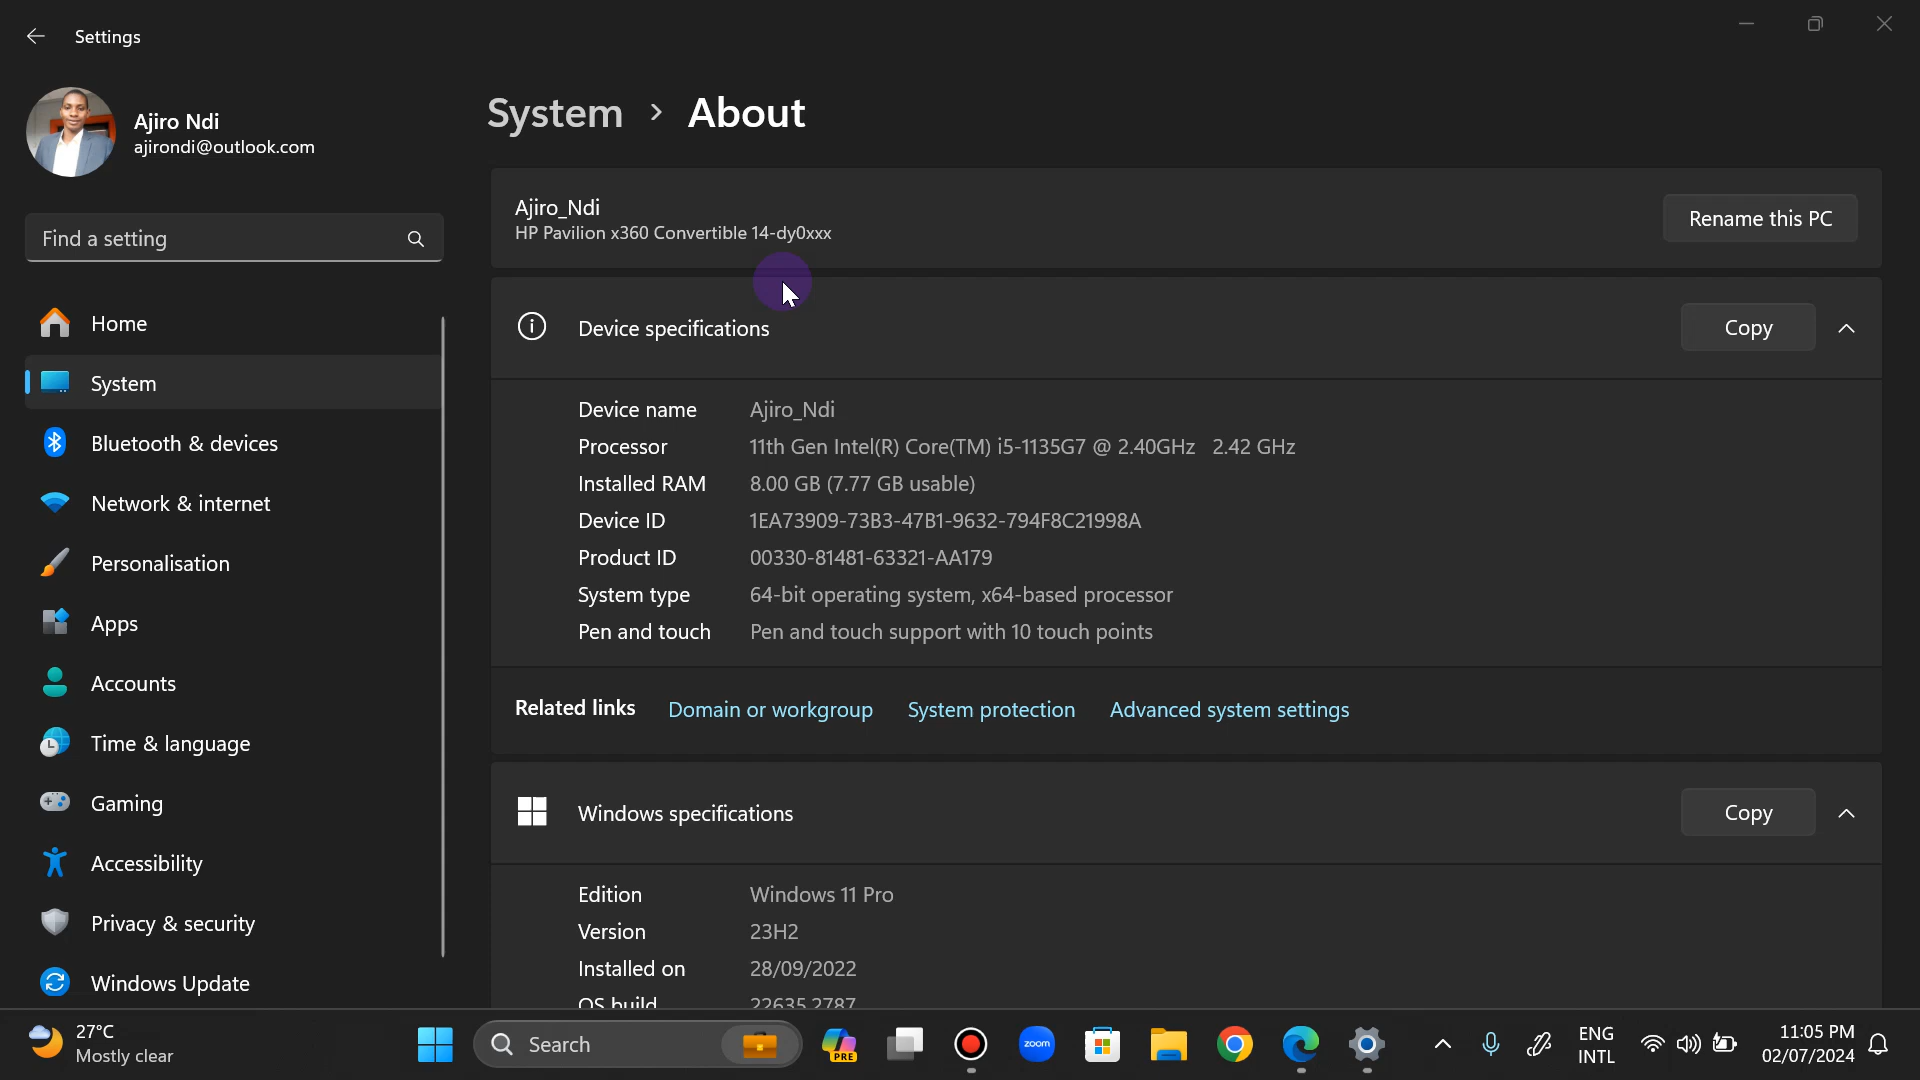 Settings
Ajiro Ndi
ajirondi@outlook.com
Find a setting
Home
System
Bluetooth & devices
Network & internet
Personalisation
Apps
Accounts
Time & language
Gaming
Accessibility
Privacy & security
Windows Update
System > About
Ajiro_Ndi
HP Pavilion x360 Convertible 14-dy0xxx
Rename this PC
Device specifications
Copy
Device name Ajiro_Ndi
Processor 11th Gen Intel(R) Core(TM) i5-1135G7 @ 2.40GHz 2.42 GHz
Installed RAM 8.00 GB (7.77 GB usable)
Device ID 1EA73909-73B3-47B1-9632-794F8C21998A
Product ID 00330-81481-63321-AA179
System type 64-bit operating system, x64-based processor
Pen and touch Pen and touch support with 10 touch points
Related links Domain or workgroup System protection Advanced system settings
Windows specifications
Copy
Edition Windows 11 Pro
Version 23H2
Installed on 28/09/2022
OS build 22635.2787
27°C
Mostly clear
Search
PRE
zoom
ENG
INTL
11:05 PM
02/07/2024